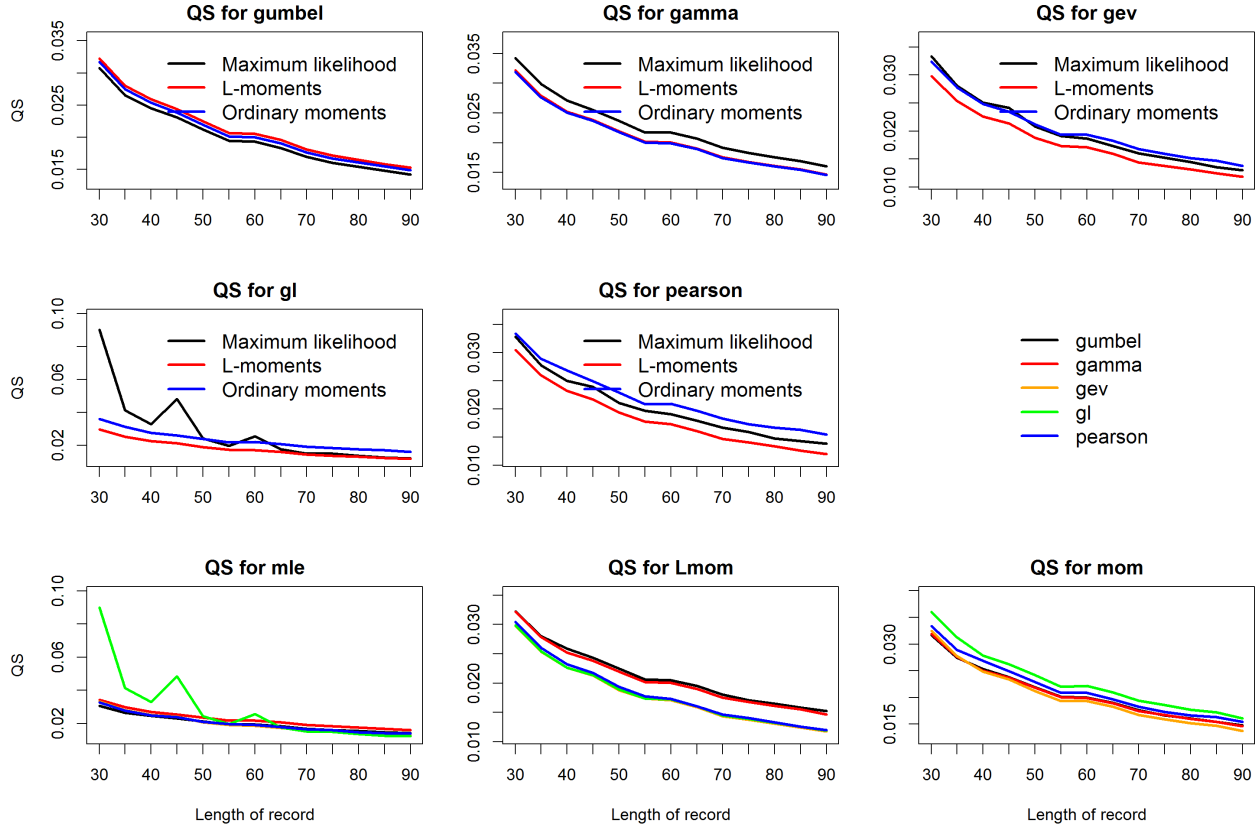 QS for gumbel
QS
0.015 0.025 0.035
Maximum likelihood
L-moments
Ordinary moments
30 40 50 60 70 80 90
QS for gamma
0.015 0.025 0.035
Maximum likelihood
L-moments
Ordinary moments
30 40 50 60 70 80 90
QS for gev
0.010 0.020 0.030
Maximum likelihood
L-moments
Ordinary moments
30 40 50 60 70 80 90
QS for gl
QS
0.02 0.06 0.10
Maximum likelihood
L-moments
Ordinary moments
30 40 50 60 70 80 90
QS for pearson
0.010 0.020 0.030
Maximum likelihood
L-moments
Ordinary moments
30 40 50 60 70 80 90
gumbel
gamma
gev
gl
pearson
QS for mle
QS
0.02 0.06 0.10
30 40 50 60 70 80 90
Length of record
QS for Lmom
0.010 0.020 0.030
30 40 50 60 70 80 90
Length of record
QS for mom
0.015 0.030
30 40 50 60 70 80 90
Length of record